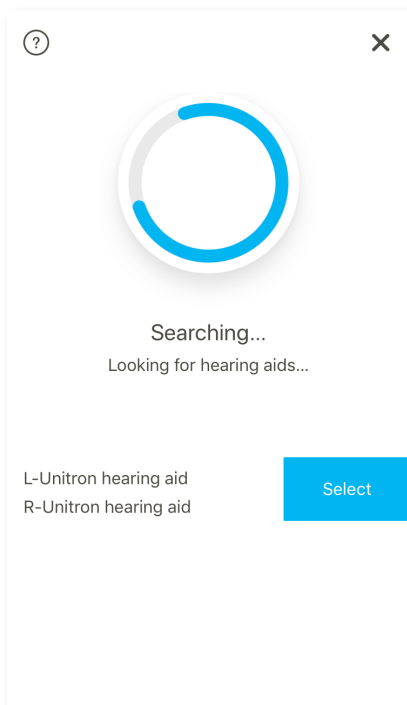 ?
Searching...
Looking for hearing aids...
L-Unitron hearing aid
R-Unitron hearing aid
Select